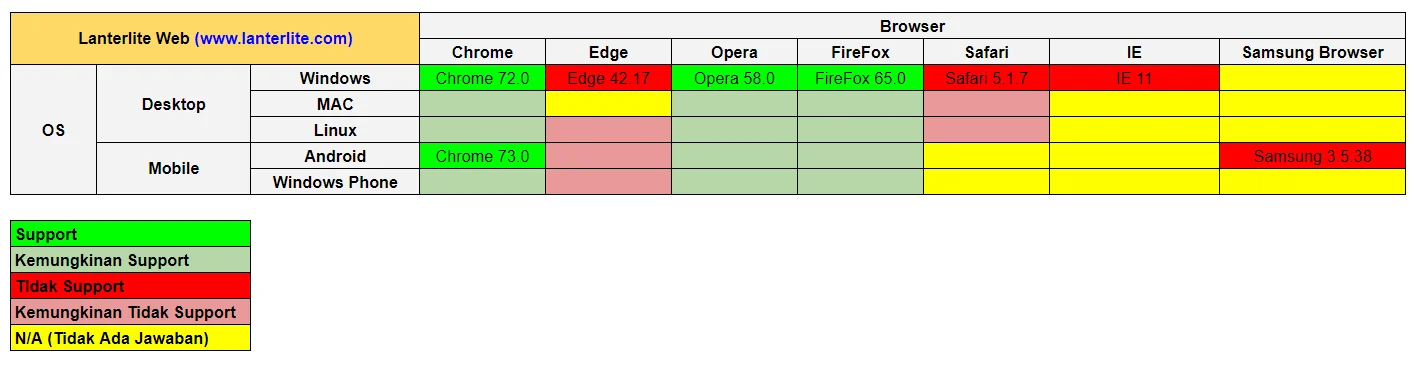 Lanterlite Web (www.lanterlite.com)
Browser
Chrome Edge Opera FireFox Safari IE Samsung Browser
OS
Desktop
Windows Chrome 72.0 Edge 42.17 Opera 58.0 FireFox 65.0 Safari 5.1.7 IE 11
MAC
Linux
Mobile
Android Chrome 73.0 Samsung 3.5.38
Windows Phone
Support
Kemungkinan Support
Tidak Support
Kemungkinan Tidak Support
N/A (Tidak Ada Jawaban)